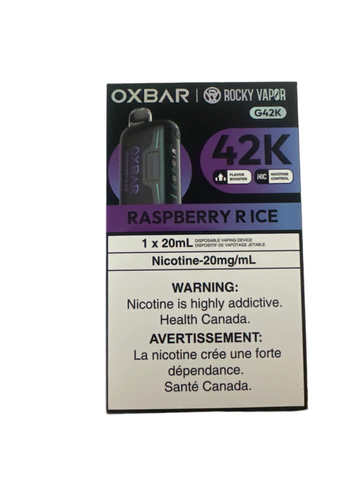 OXBAR | ROCKY VAPOR
G42K
OXBAR
42K
FLAVOR BOOSTER
NIC
NICOTINE CONTROL
RASPBERRY R ICE
1 x 20mL DISPOSABLE VAPING DEVICE
DISPOSITIF DE VAPOTAGE JETABLE
Nicotine-20mg/mL
WARNING:
Nicotine is highly addictive.
Health Canada.
AVERTISSEMENT:
La nicotine crée une forte
dépendance.
Santé Canada.